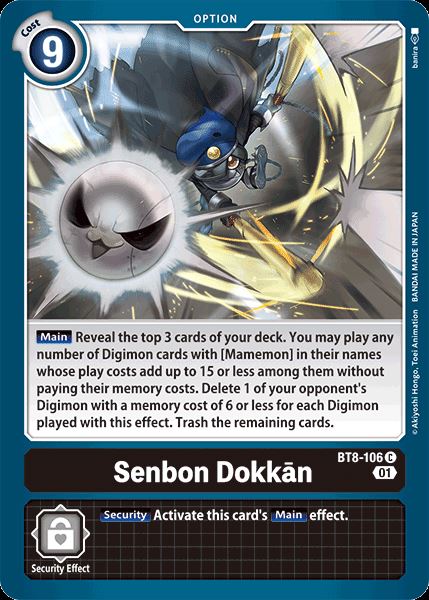 OPTION
Cost
9
banira
Main Reveal the top 3 cards of your deck. You may play any
number of Digimon cards with [Mamemon] in their names
whose play costs add up to 15 or less among them without
paying their memory costs. Delete 1 of your opponent's
Digimon with a memory cost of 6 or less for each Digimon
played with this effect. Trash the remaining cards.
© Akiyoshi Hongo, Toei Animation BANDAI MADE IN JAPAN
BT8-106 C
Senbon Dokkān
01
Security Activate this card's Main effect.
Security Effect